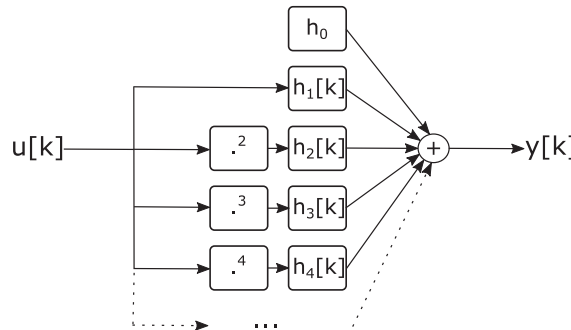 h₀
h₁[k]
u[k] .² h₂[k] + y[k]
.³ h₃[k]
.⁴ h₄[k]
...